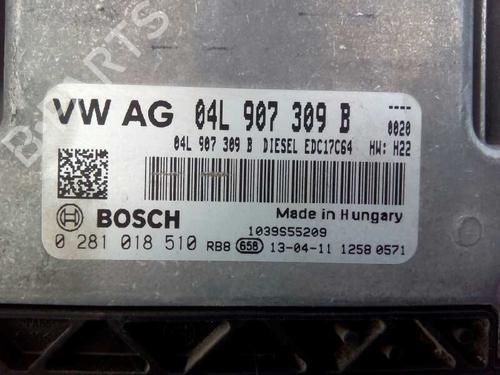 VW AG 04L 907 309 B ----
0020
04L 907 309 B DIESEL EDC17C64 HW: H22
BOSCH Made in Hungary
1039S55209
0 281 018 510 RB8 658 13-04-11 1258 0571